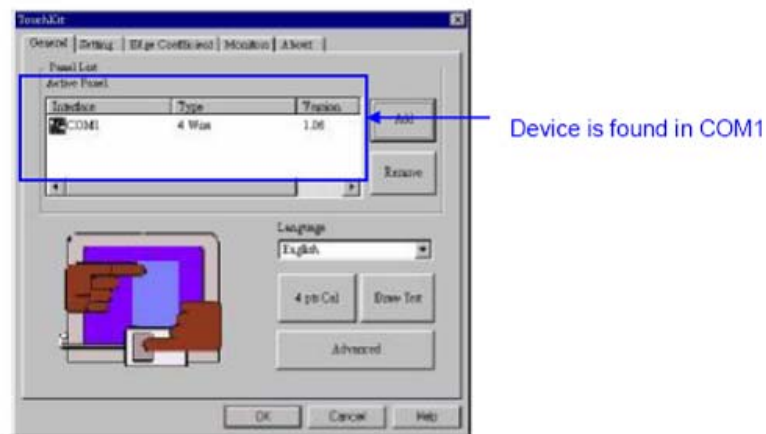 TouchKit
General Setting Edge Coefficient Monitors About
Panel List
Active Panel
Interface Type Version
COM1 4 Wire 1.06
Add
Device is found in COM1
Remove
Language
English
4 pts Cal Draw Test
Advanced
OK Cancel Help